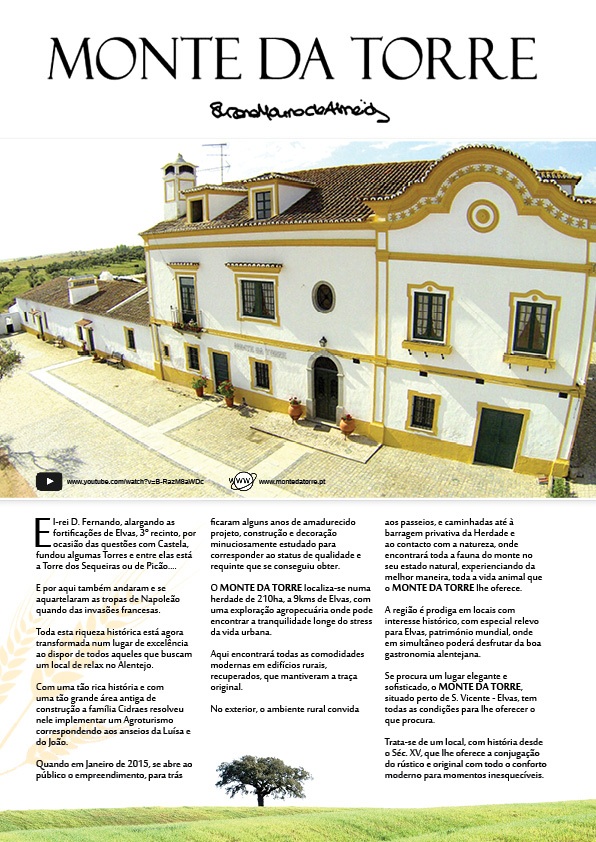 MONTE DA TORRE
MONTE DA TORRE
www.youtube.com/watch?v=B-RazM8aWDc
www.montedatorre.pt
El-rei D. Fernando, alargando as
fortificações de Elvas, 3º recinto, por
ocasião das questões com Castela,
fundou algumas Torres e entre elas está
a Torre dos Sequeiras ou de Picão....
E por aqui também andaram e se
aquartelaram as tropas de Napoleão
quando das invasões francesas.
Toda esta riqueza histórica está agora
transformada num lugar de excelência
ao dispor de todos aqueles que buscam
um local de relax no Alentejo.
Com uma tão rica história e com
uma tão grande área antiga de
construção a família Cidraes resolveu
nele implementar um Agroturismo
correspondendo aos anseios da Luísa e
do João.
Quando em Janeiro de 2015, se abre ao
público o empreendimento, para trás
ficaram alguns anos de amadurecido
projeto, construção e decoração
minuciosamente estudado para
corresponder ao status de qualidade e
requinte que se conseguiu obter.
O MONTE DA TORRE localiza-se numa
herdade de 210ha, a 9kms de Elvas, com
uma exploração agropecuária onde pode
encontrar a tranquilidade longe do stress
da vida urbana.
Aqui encontrará todas as comodidades
modernas em edifícios rurais,
recuperados, que mantiveram a traça
original.
No exterior, o ambiente rural convida
aos passeios, e caminhadas até à
barragem privativa da Herdade e
ao contacto com a natureza, onde
encontrará toda a fauna do monte no
seu estado natural, experienciando da
melhor maneira, toda a vida animal que
o MONTE DA TORRE lhe oferece.
A região é prodiga em locais com
interesse histórico, com especial relevo
para Elvas, património mundial, onde
em simultâneo poderá desfrutar da boa
gastronomia alentejana.
Se procura um lugar elegante e
sofisticado, o MONTE DA TORRE,
situado perto de S. Vicente - Elvas, tem
todas as condições para lhe oferecer o
que procura.
Trata-se de um local, com história desde
o Séc. XV, que lhe oferece a conjugação
do rústico e original com todo o conforto
moderno para momentos inesquecíveis.